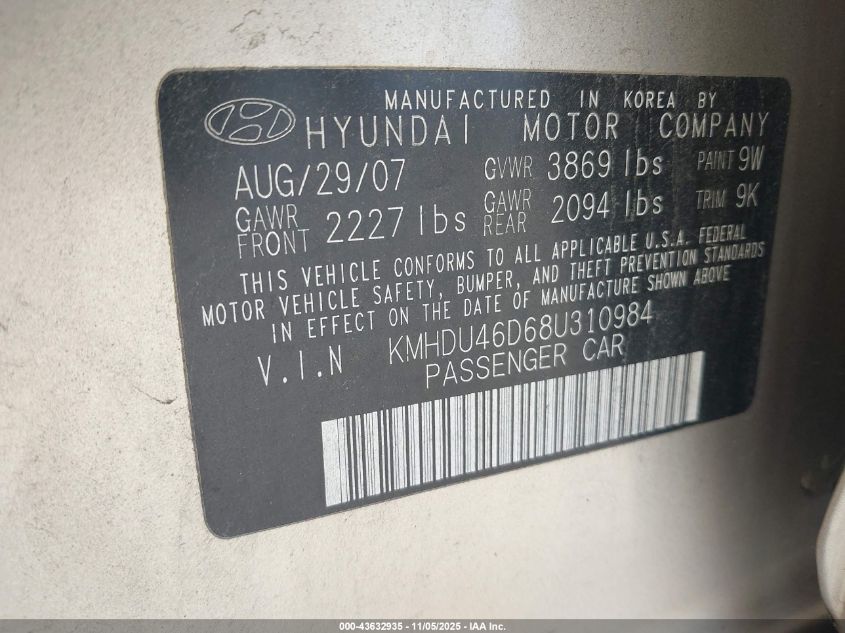 MANUFACTURED IN KOREA BY
HYUNDAI MOTOR COMPANY
AUG/29/07 GVWR 3869 lbs PAINT 9W
GAWR FRONT 2227 lbs GAWR REAR 2094 lbs TRIM 9K
THIS VEHICLE CONFORMS TO ALL APPLICABLE U.S.A. FEDERAL
MOTOR VEHICLE SAFETY, BUMPER, AND THEFT PREVENTION STANDARDS
IN EFFECT ON THE DATE OF MANUFACTURE SHOWN ABOVE
V.I.N KMHDU46D68U310984
PASSENGER CAR
000-43632935 - 11/05/2025 - IAA Inc.